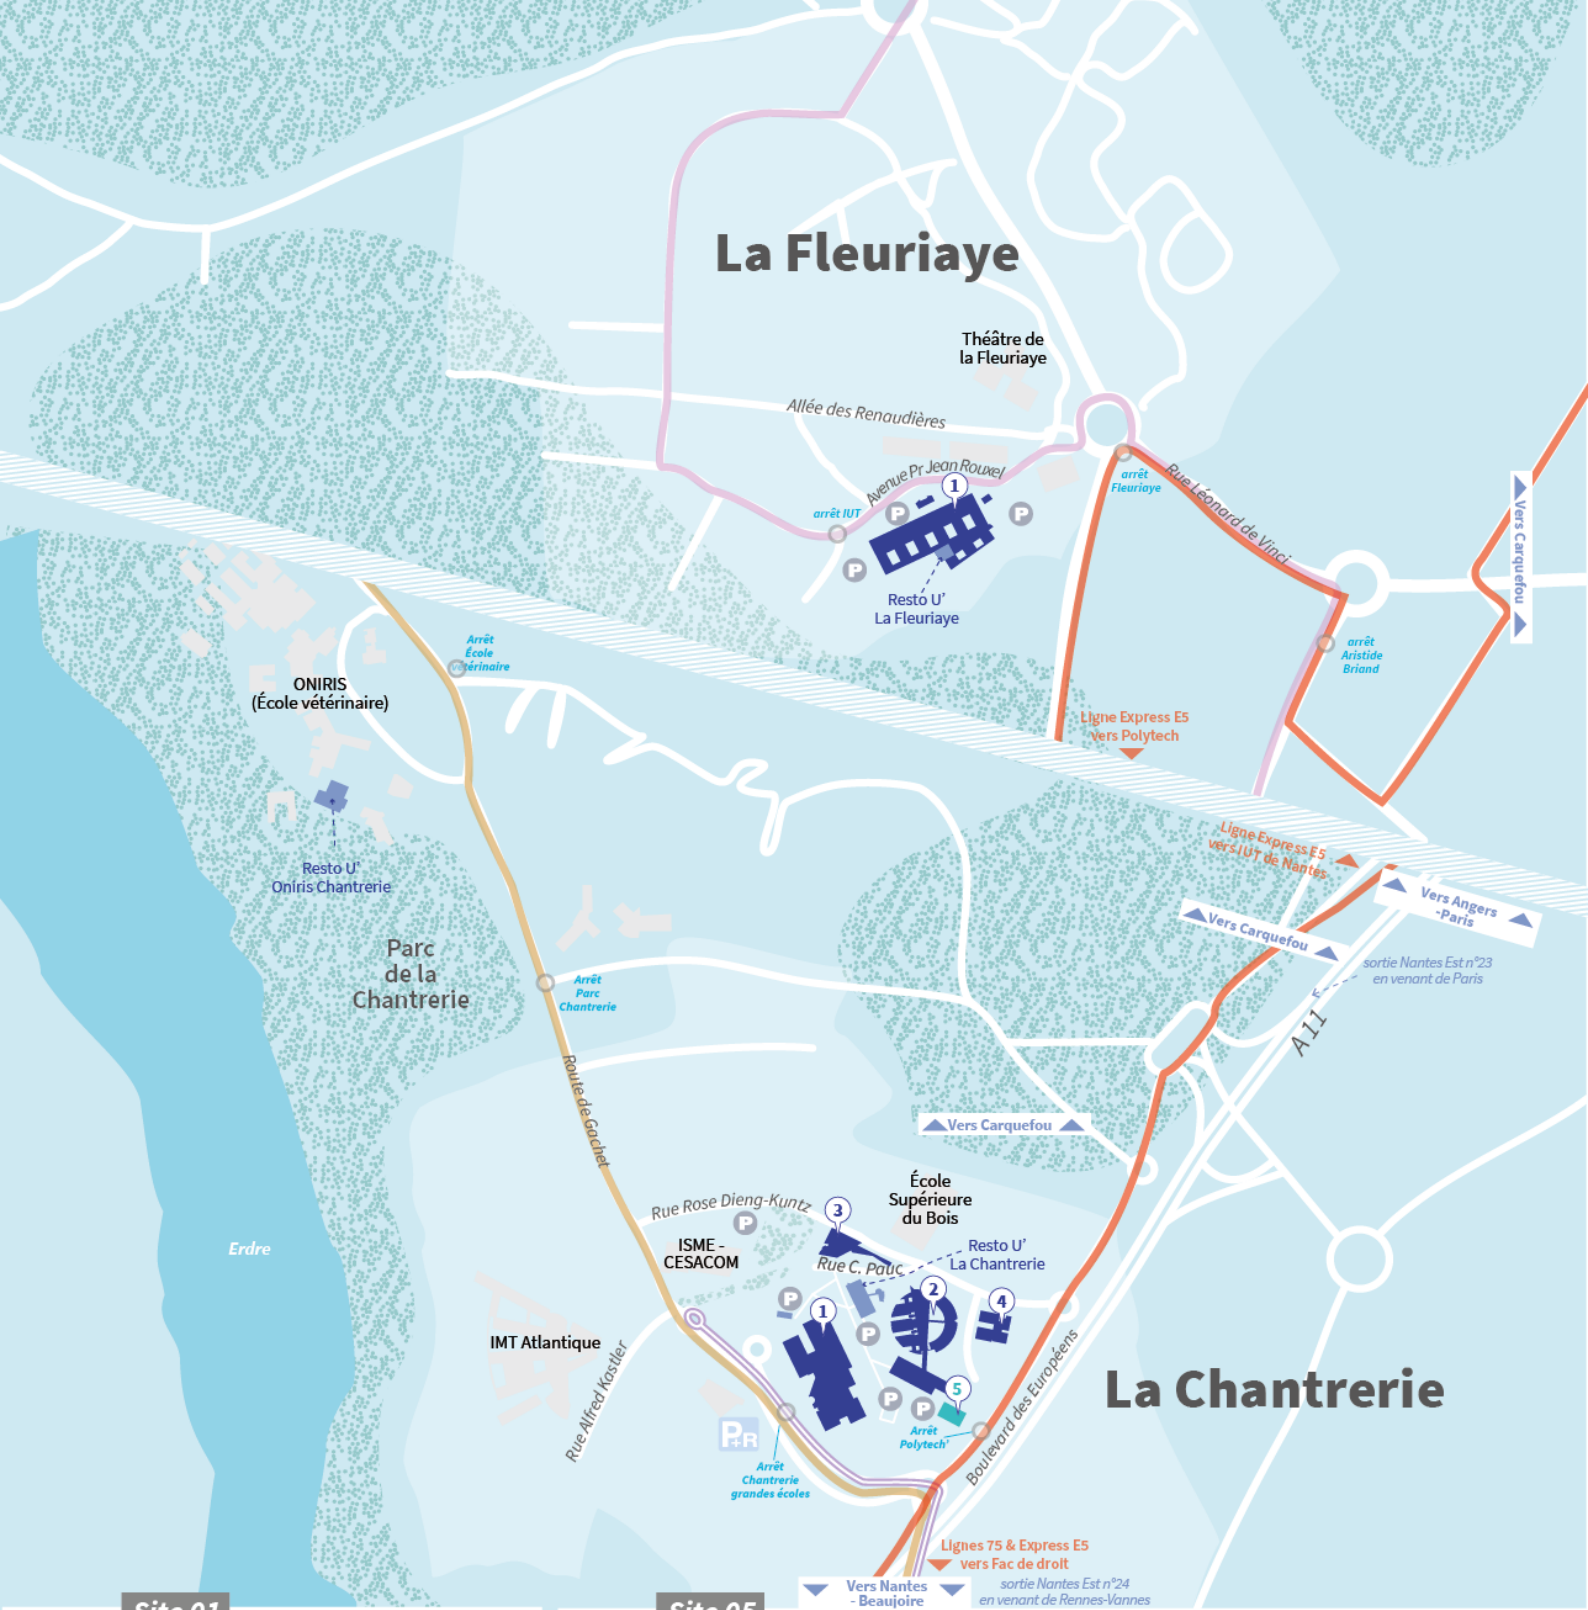 La Fleuriaye
Théâtre de
la Fleuriaye
Allée des Renaudières
Avenue Pr Jean Rouxel
1
arrêt
Fleuriaye
Rue Léonard de Vinci
Vers Carquefou
arrêt IUT
P
P
P
Resto U'
La Fleuriaye
arrêt
Aristide
Briand
Arrêt
École
vétérinaire
ONIRIS
(École vétérinaire)
Ligne Express E5
vers Polytech
Ligne Express E5
vers IUT de Nantes
Resto U'
Oniris Chantrerie
Vers Angers
-Paris
Vers Carquefou
sortie Nantes Est n°23
en venant de Paris
Parc
de la
Chantrerie
Arrêt
Parc
Chantrerie
A 11
Route de Gachet
Vers Carquefou
École
Supérieure
du Bois
Rue Rose Dieng-Kuntz
P
3
Erdre
ISME -
CESACOM
Rue C. Pauc
Resto U'
La Chantrerie
P
1
2
4
P
IMT Atlantique
Rue Alfred Kastler
Boulevard des Européens
La Chantrerie
5
P
P
P+R
Arrêt
Polytech'
Arrêt
Chantrerie
grandes écoles
Lignes 75 & Express E5
vers Fac de droit
Vers Nantes
- Beaujoire
sortie Nantes Est n°24
en venant de Rennes-Vannes
Site 01
Site 05